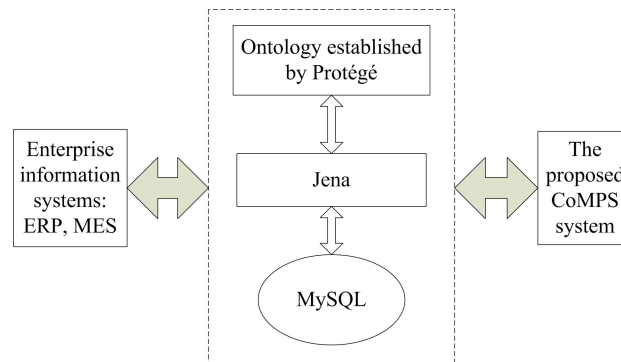 Ontology established
by Protégé
Enterprise
information
systems:
ERP, MES
Jena
The
proposed
CoMPS
system
MySQL